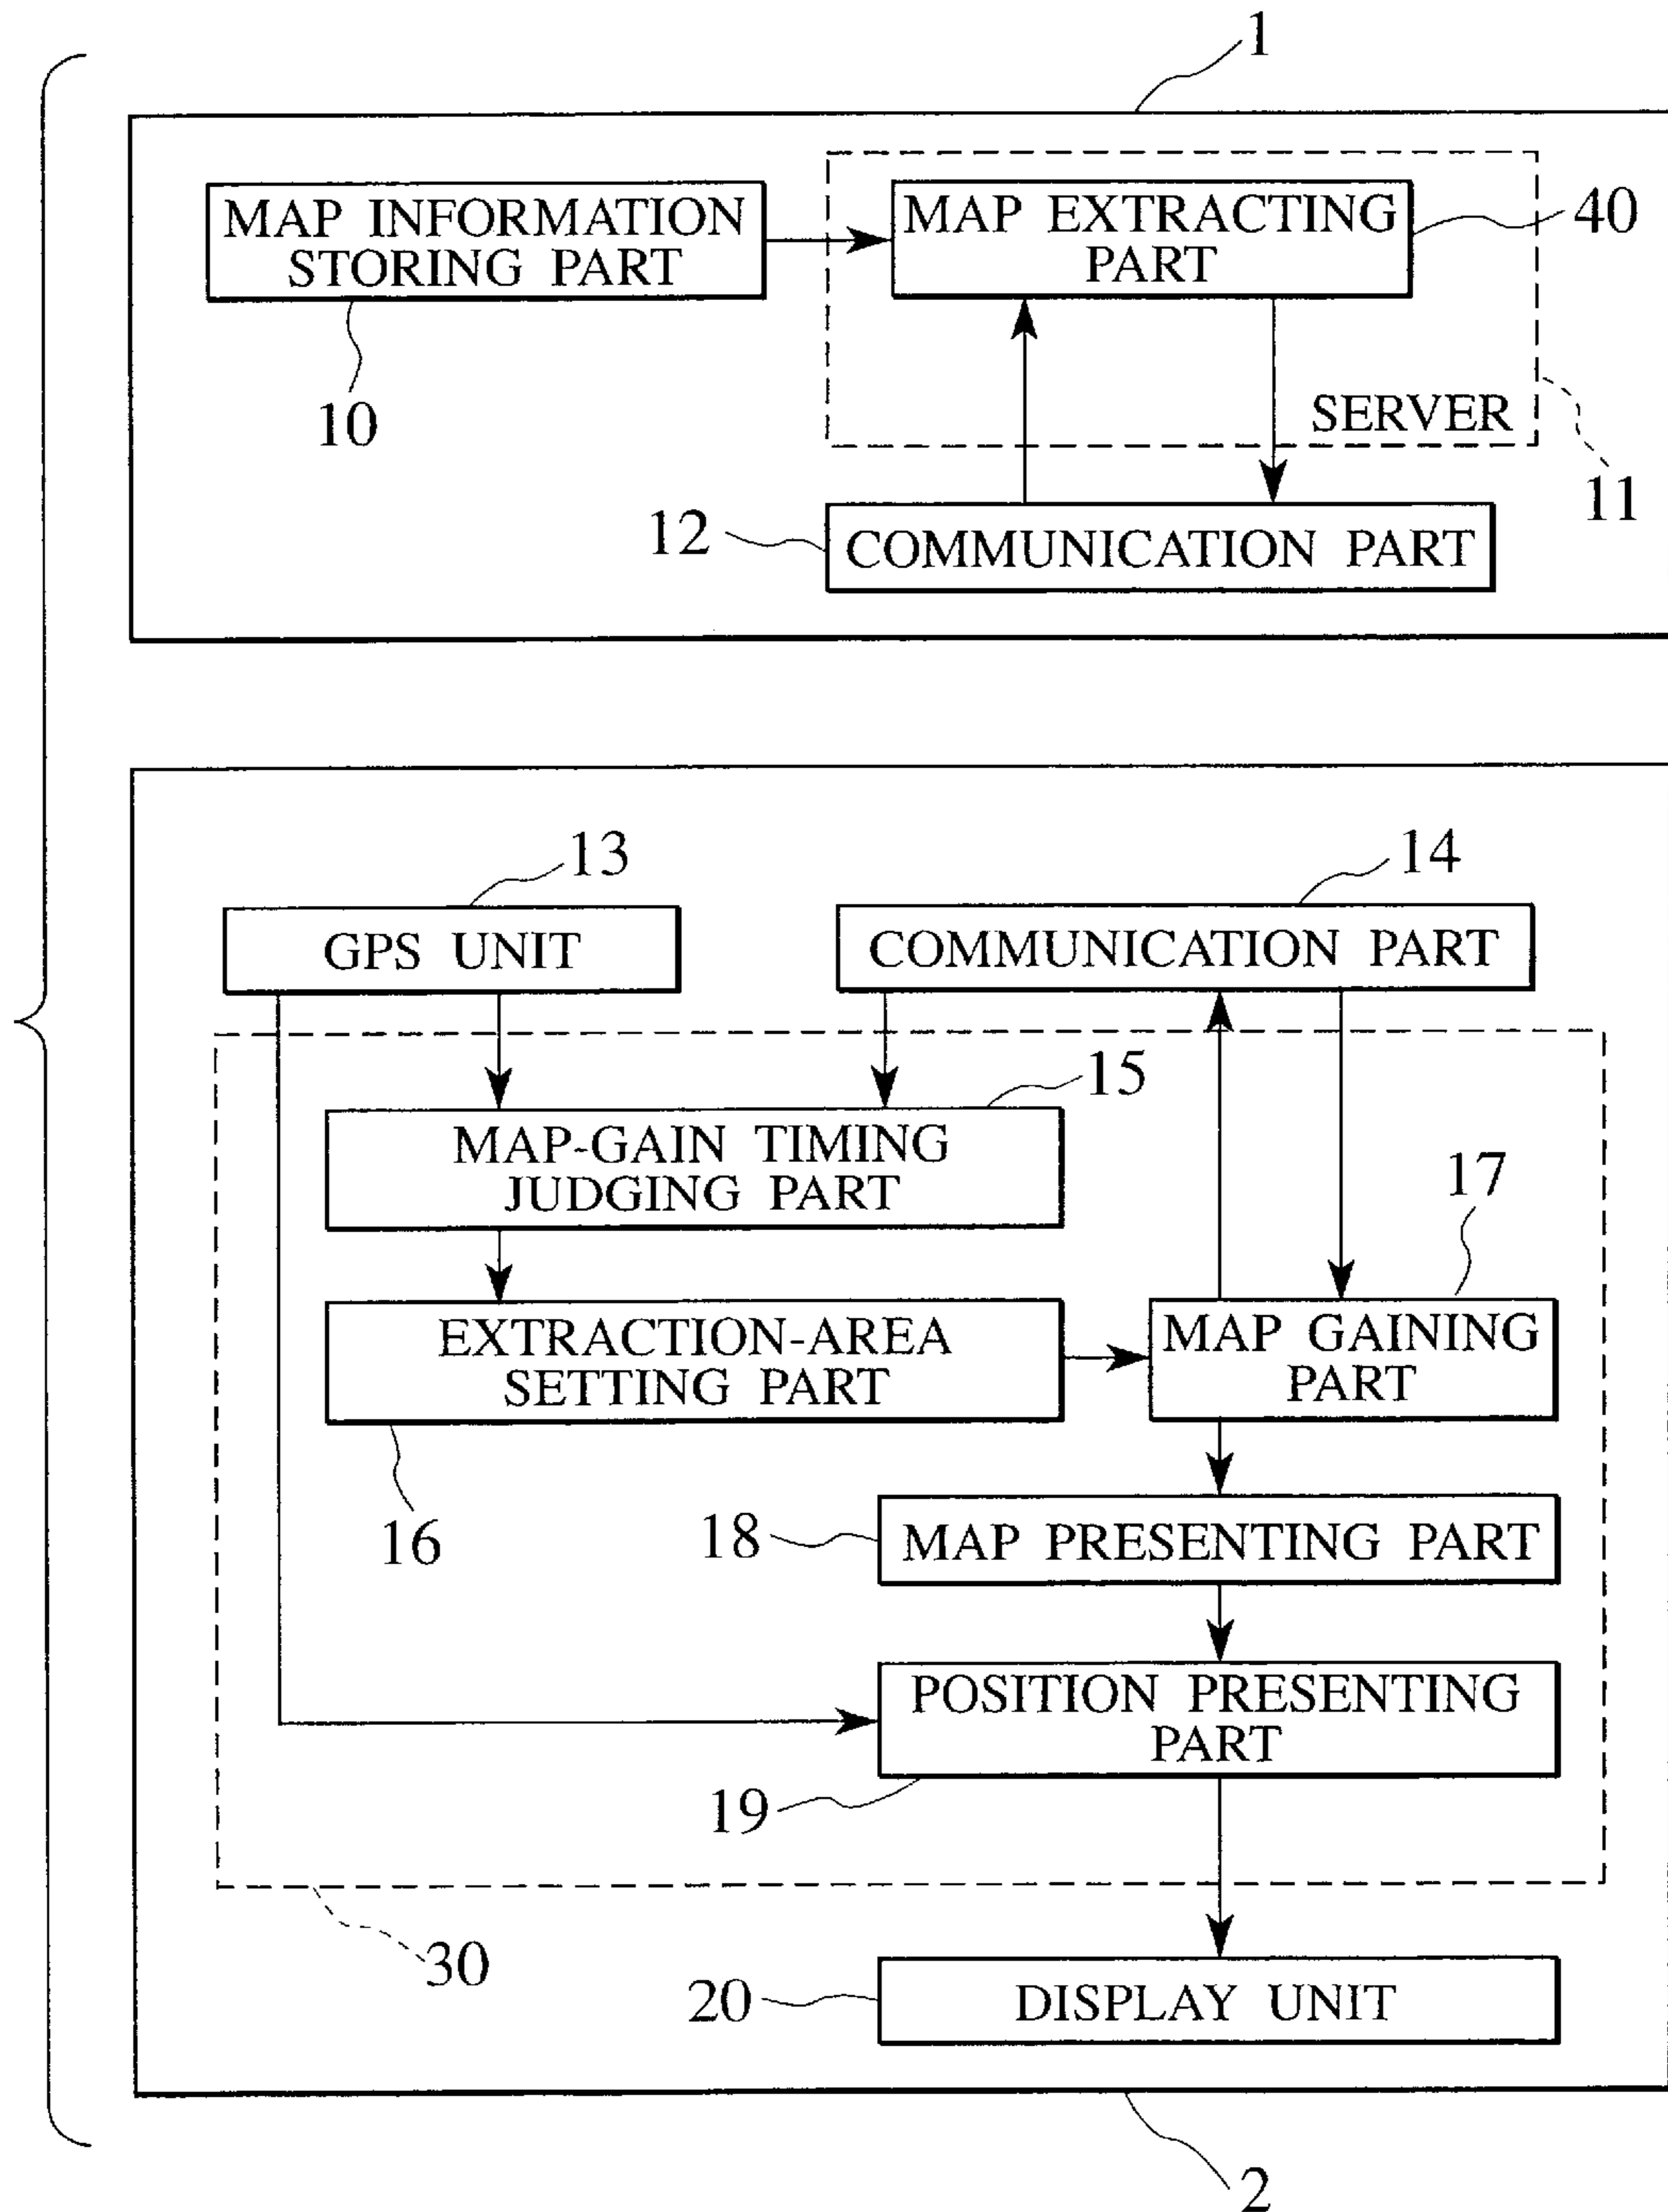 1
MAP INFORMATION
STORING PART
MAP EXTRACTING
PART
40
10
SERVER
11
12
COMMUNICATION PART
13
14
GPS UNIT
COMMUNICATION PART
15
MAP-GAIN TIMING
JUDGING PART
17
EXTRACTION-AREA
SETTING PART
MAP GAINING
PART
16
18
MAP PRESENTING PART
POSITION PRESENTING
PART
19
30
20
DISPLAY UNIT
2